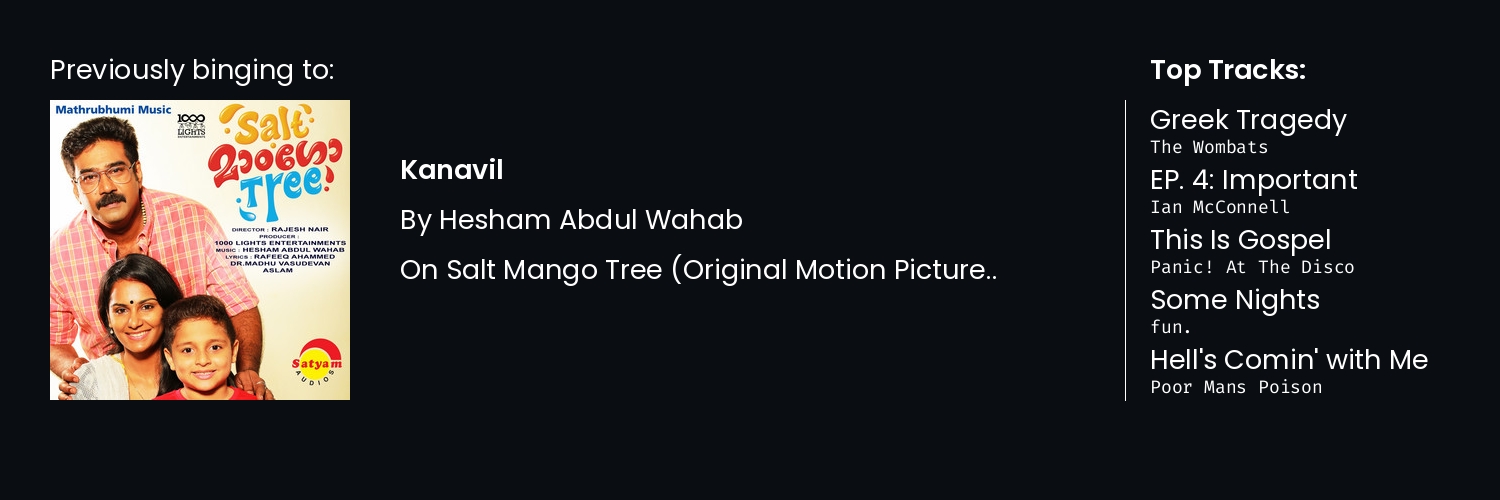 Previously binging to:
Mathrubhumi Music
1000
LIGHTS
ENTERTAINMENTS
Salt
മാംഗോ
Tree
DIRECTOR : RAJESH NAIR
PRODUCER :
1000 LIGHTS ENTERTAINMENTS
MUSIC : HESHAM ABDUL WAHAB
LYRICS : RAFEEQ AHAMMED
DR.MADHU VASUDEVAN
ASLAM
Satyam
AUDIOS
Kanavil
By Hesham Abdul Wahab
On Salt Mango Tree (Original Motion Picture..
Top Tracks:
Greek Tragedy
The Wombats
EP. 4: Important
Ian McConnell
This Is Gospel
Panic! At The Disco
Some Nights
fun.
Hell's Comin' with Me
Poor Mans Poison